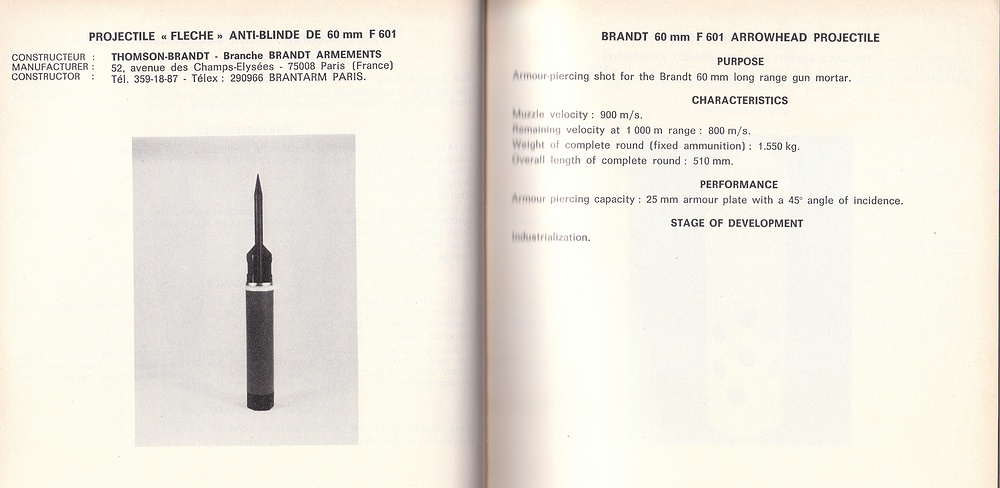 PROJECTILE « FLECHE » ANTI-BLINDE DE 60 mm F 601
CONSTRUCTEUR : THOMSON-BRANDT - Branche BRANDT ARMEMENTS
MANUFACTURER : 52, avenue des Champs-Elysées - 75008 Paris (France)
CONSTRUCTOR : Tél. 359-18-87 - Télex : 290966 BRANTARM PARIS.
BRANDT 60 mm F 601 ARROWHEAD PROJECTILE
PURPOSE
Armour-piercing shot for the Brandt 60 mm long range gun mortar.
CHARACTERISTICS
Muzzle velocity : 900 m/s.
Remaining velocity at 1 000 m range : 800 m/s.
Weight of complete round (fixed ammunition) : 1.550 kg.
Overall length of complete round : 510 mm.
PERFORMANCE
Armour piercing capacity : 25 mm armour plate with a 45° angle of incidence.
STAGE OF DEVELOPMENT
Industrialization.